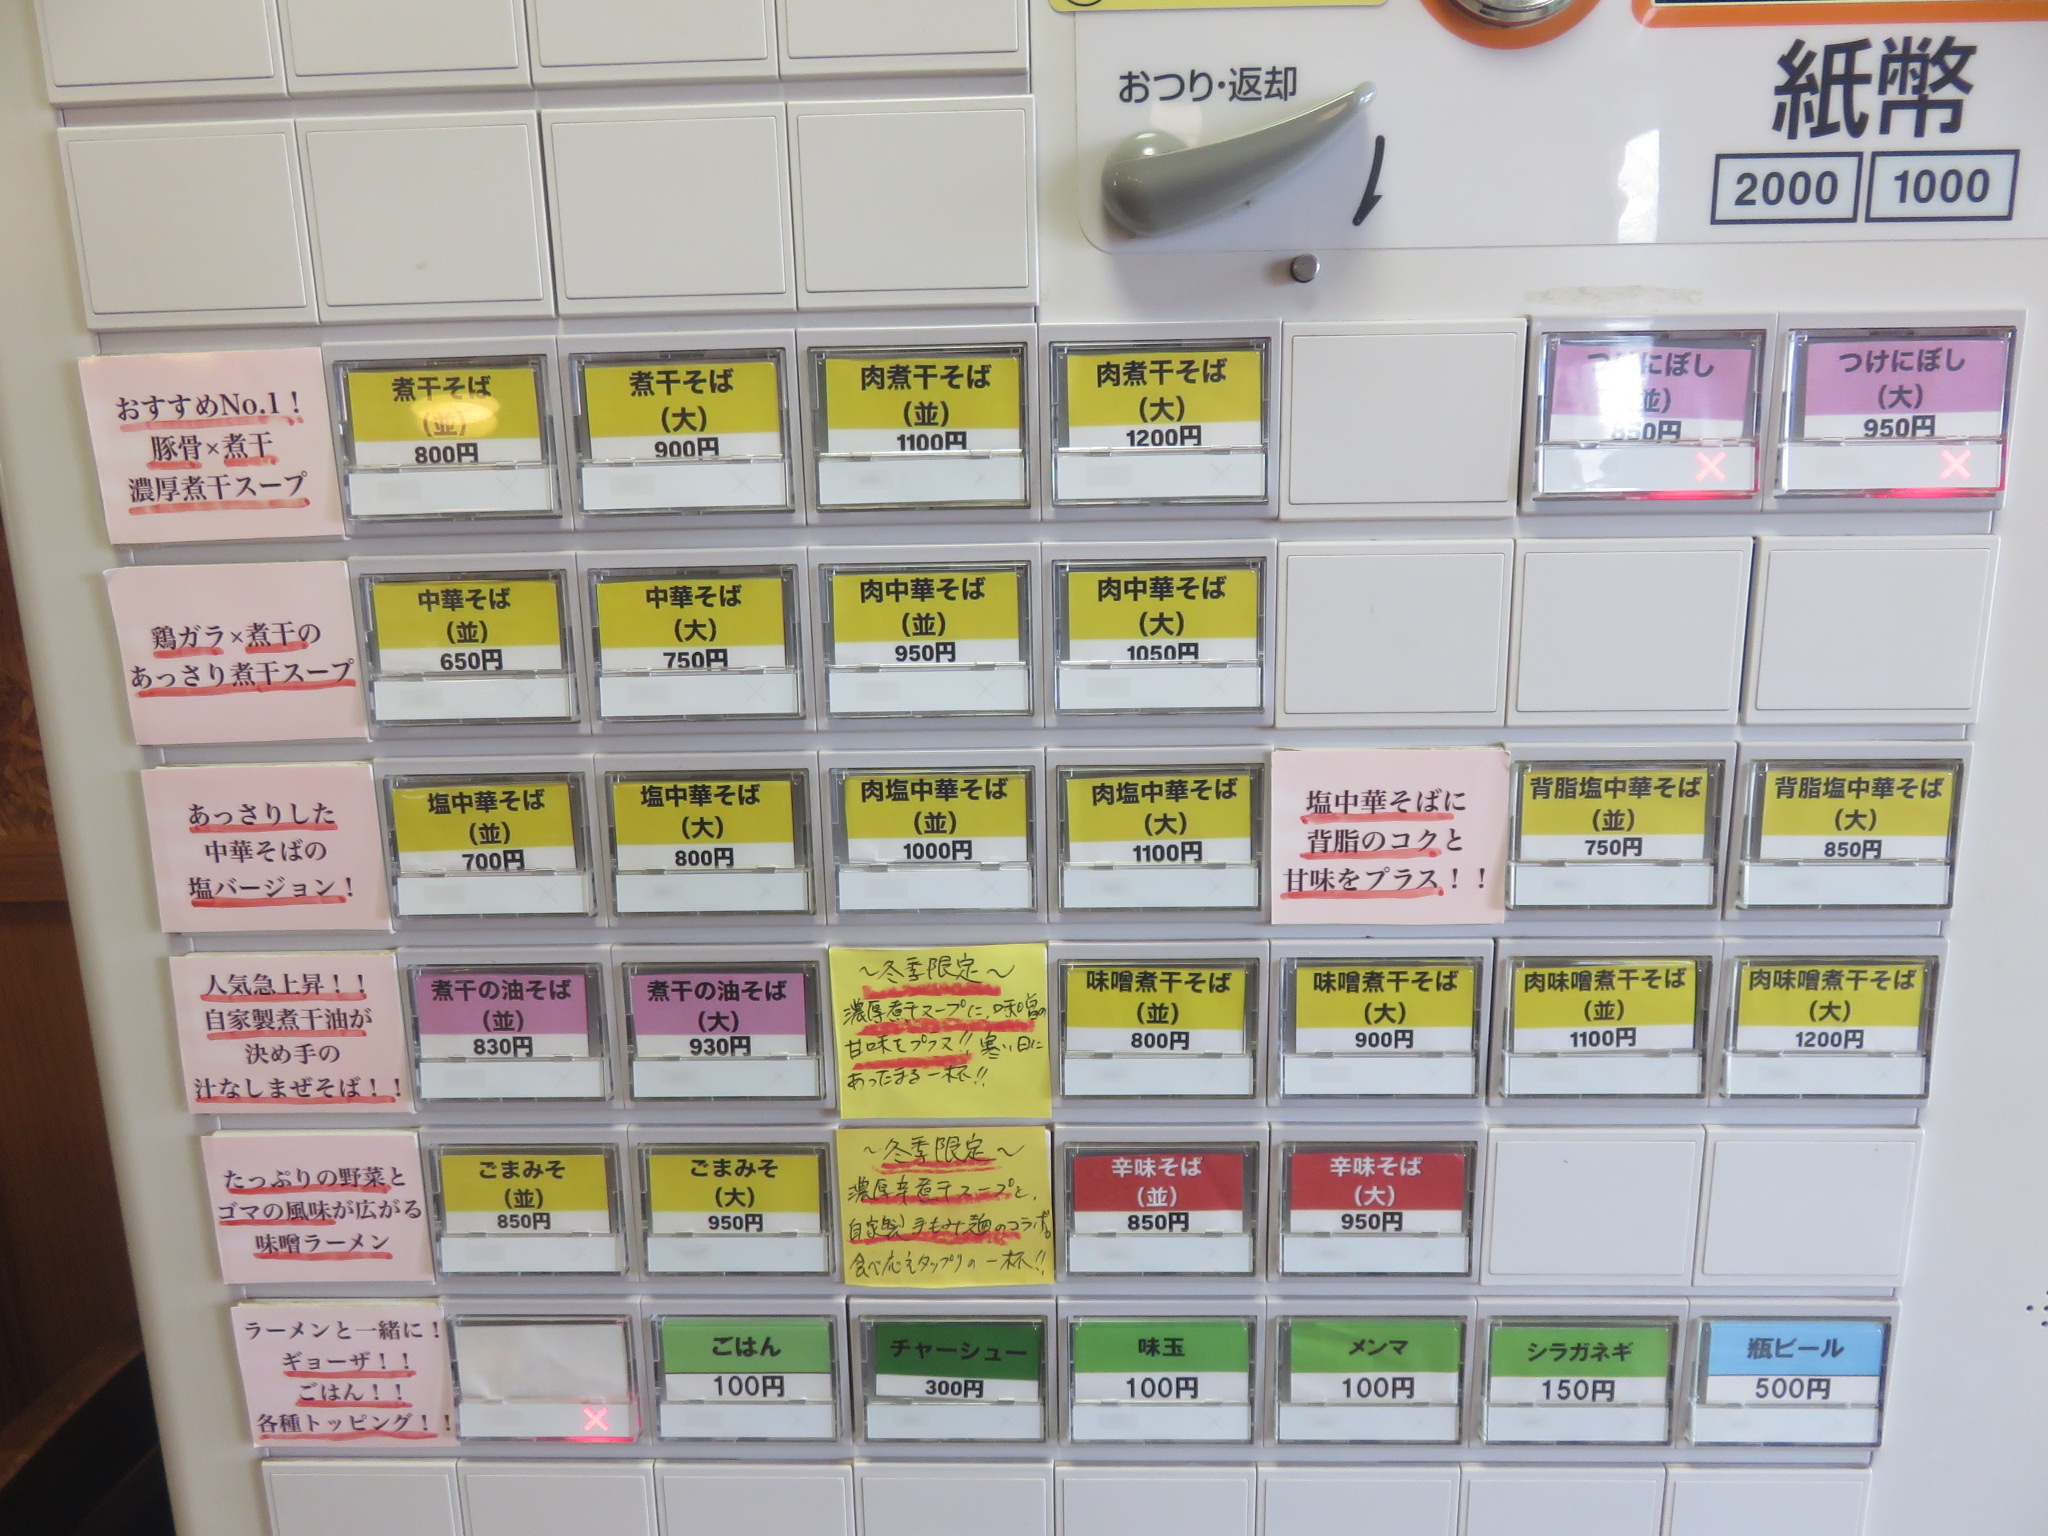 おつり・返却
紙幣
2000 1000
おすすめNo.1！
豚骨×煮干
濃厚煮干スープ
煮干そば
(並)
800円
煮干そば
(大)
900円
肉煮干そば
(並)
1100円
肉煮干そば
(大)
1200円
つけにぼし
(並)
850円
×
つけにぼし
(大)
950円
×
鶏ガラ×煮干の
あっさり煮干スープ
中華そば
(並)
650円
中華そば
(大)
750円
肉中華そば
(並)
950円
肉中華そば
(大)
1050円
あっさりした
中華そばの
塩バージョン！
塩中華そば
(並)
700円
塩中華そば
(大)
800円
肉塩中華そば
(並)
1000円
肉塩中華そば
(大)
1100円
塩中華そばに
背脂のコクと
甘味をプラス！！
背脂塩中華そば
(並)
750円
背脂塩中華そば
(大)
850円
人気急上昇！！
自家製煮干油が
決め手の
汁なしまぜそば！！
煮干の油そば
(並)
830円
煮干の油そば
(大)
930円
～冬季限定～
濃厚煮干スープに、味噌の
甘味をプラス!! 寒い日に
あったまる一杯!!
味噌煮干そば
(並)
800円
味噌煮干そば
(大)
900円
肉味噌煮干そば
(並)
1100円
肉味噌煮干そば
(大)
1200円
たっぷりの野菜と
ゴマの風味が広がる
味噌ラーメン
ごまみそ
(並)
850円
ごまみそ
(大)
950円
～冬季限定～
濃厚辛煮干スープと、
自家製手もみ麺のコラボ。
食べ応えタップリの一杯!!
辛味そば
(並)
850円
辛味そば
(大)
950円
ラーメンと一緒に！
ギョーザ！！
ごはん！！
各種トッピング！！
×
ごはん
100円
チャーシュー
300円
味玉
100円
メンマ
100円
シラガネギ
150円
瓶ビール
500円